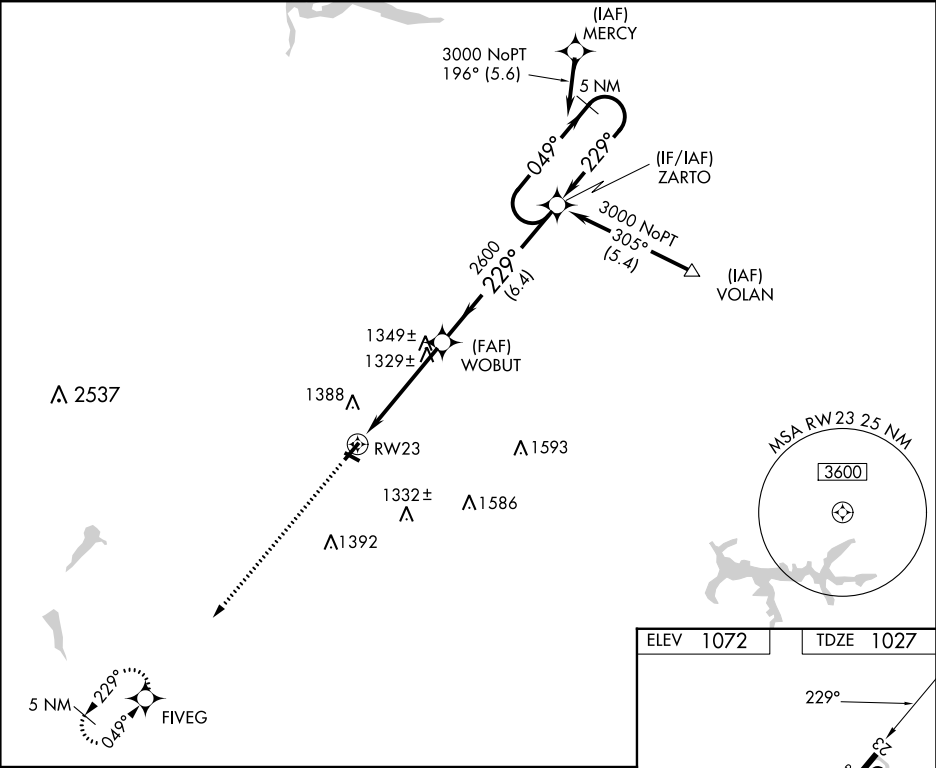 (IAF)
MERCY
3000 NoPT
196° (5.6)
5 NM
049°
229°
(IF/IAF)
ZARTO
3000 NoPT
305°
(5.4)
(IAF)
VOLAN
2600
229°
(6.4)
1349±
1329±
(FAF)
WOBUT
2537
1388
RW23
1593
MSA RW23 25 NM
3600
1332±
1586
1392
ELEV 1072
TDZE 1027
229°
23
5 NM
229°
049°
FIVEG